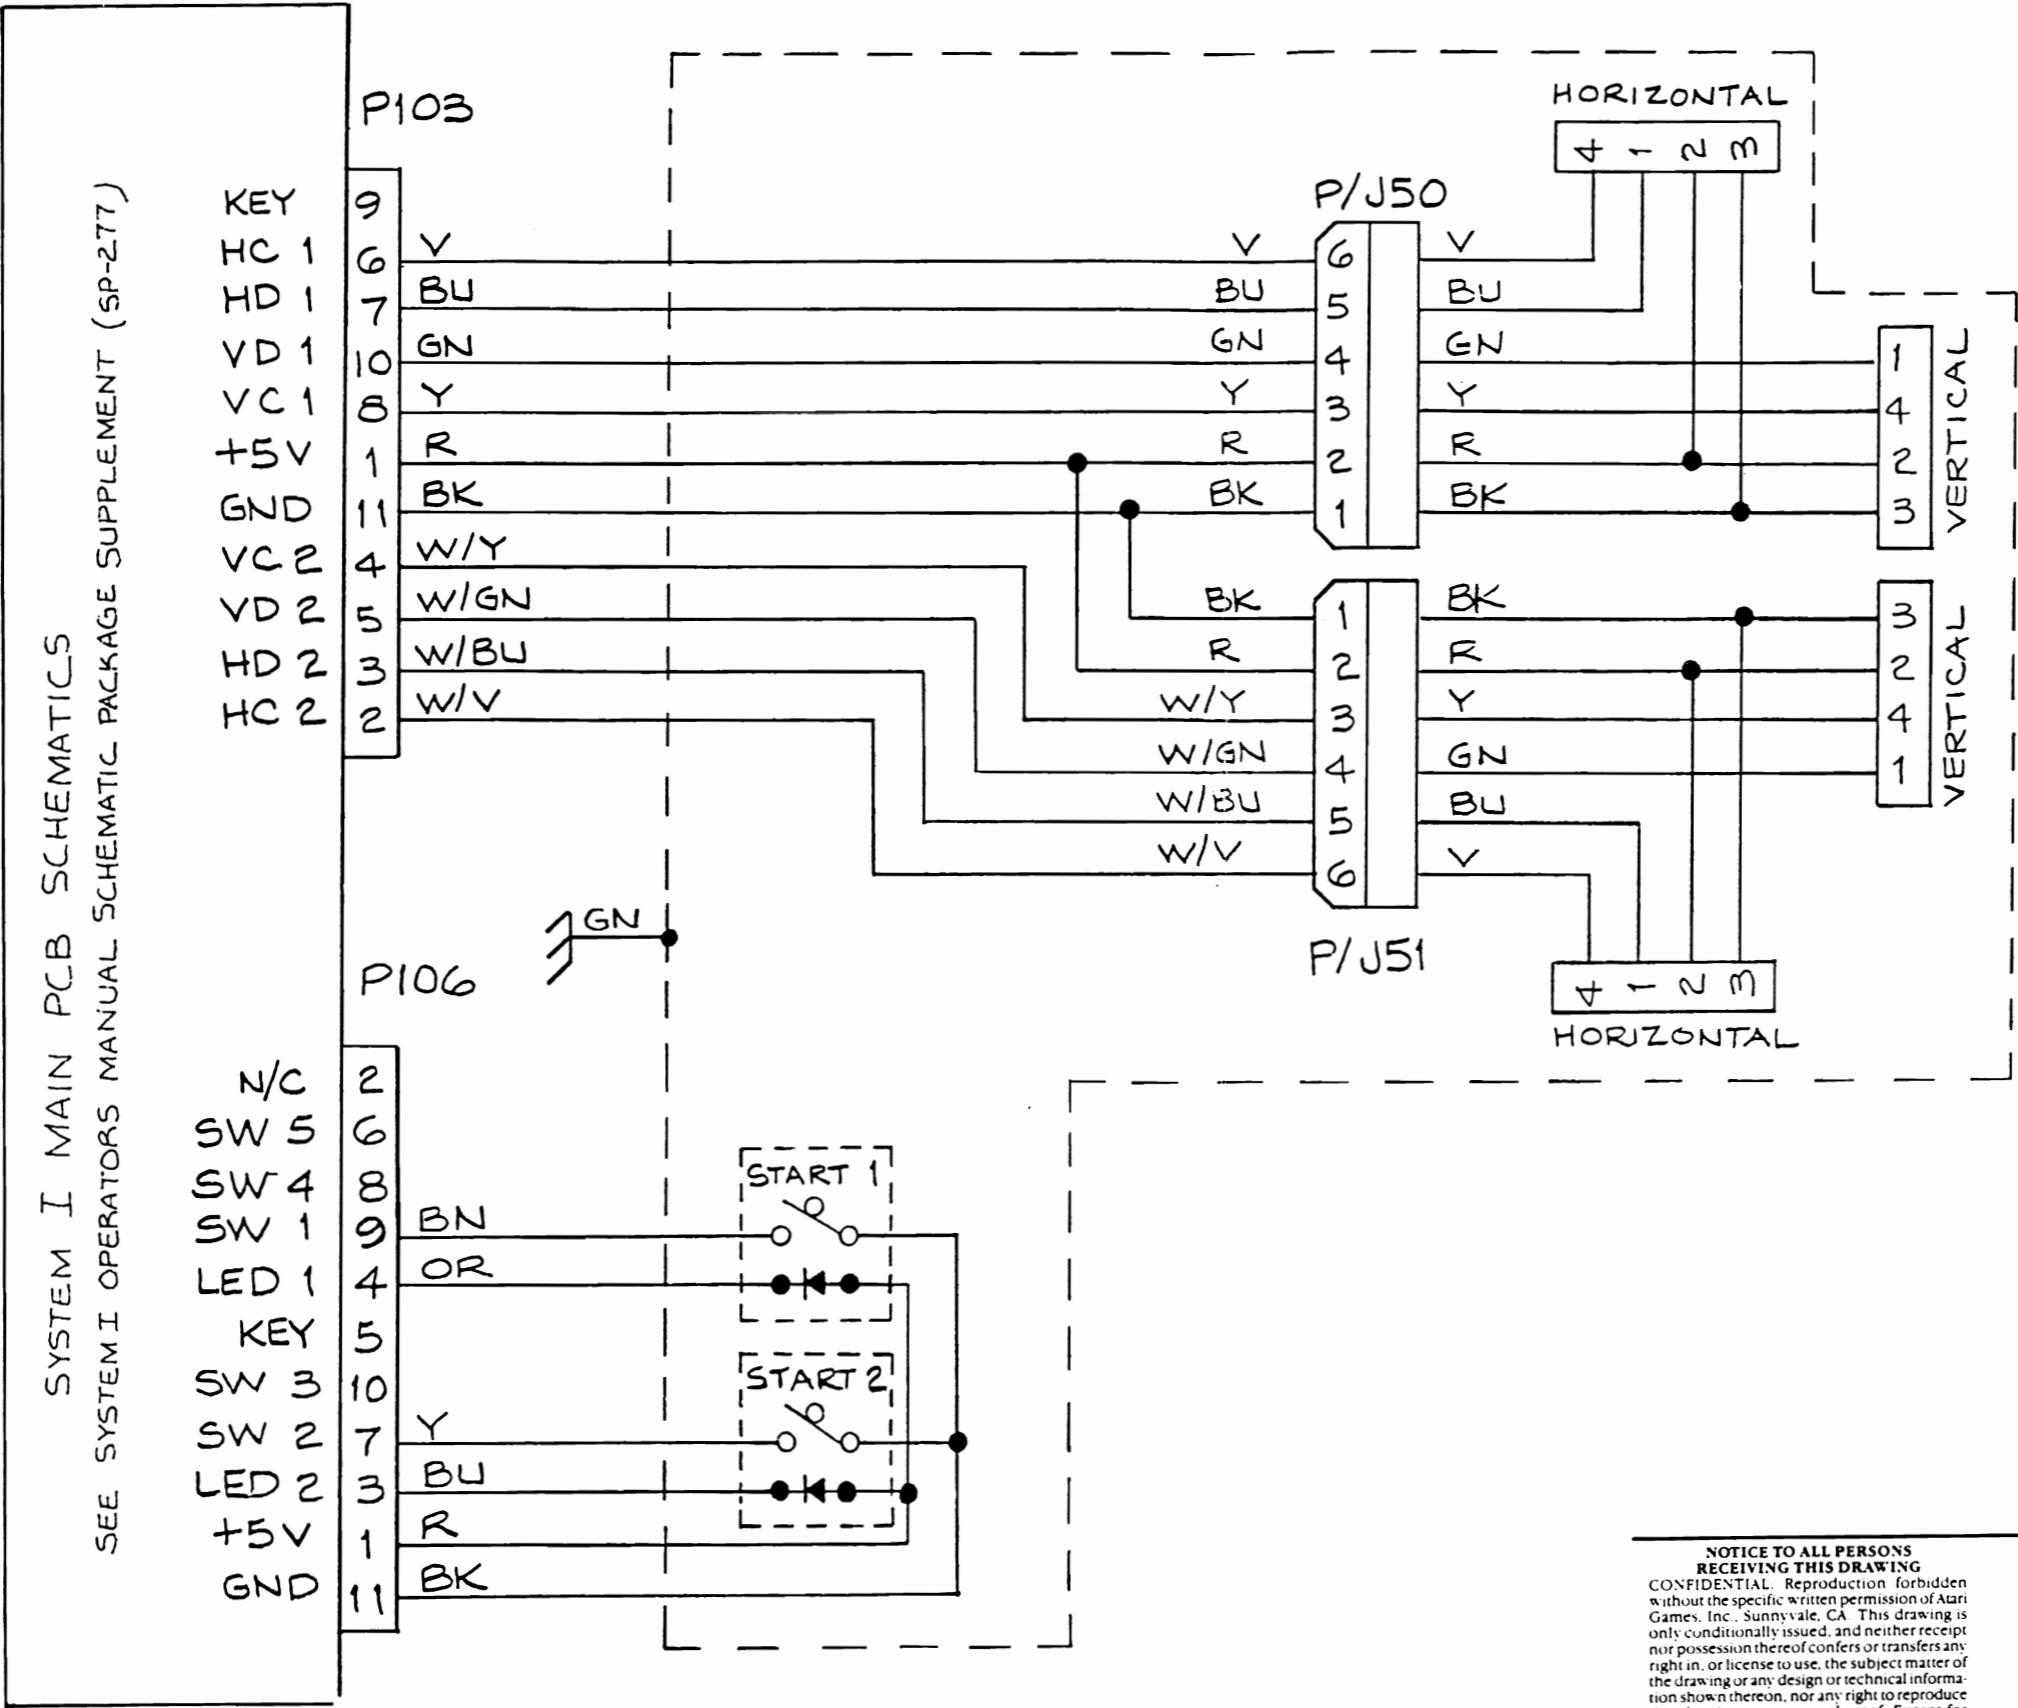 SYSTEM I MAIN PCB SCHEMATICS
SEE SYSTEM I OPERATORS MANUAL SCHEMATIC PACKAGE SUPPLEMENT (SP-277)
P103
KEY 9
HC 1 6 V V 6 V
HD 1 7 BU BU 5 BU
VD 1 10 GN GN 4 GN 1
VC 1 8 Y Y 3 Y 4
+5V 1 R R 2 R 2
GND 11 BK BK 1 BK 3
VC 2 4 W/Y
VD 2 5 W/GN
HD 2 3 W/BU
HC 2 2 W/V
P/J50
HORIZONTAL
4 1 2 3
VERTICAL
BK 1 BK 3
R 2 R 2
W/Y 3 Y 4
W/GN 4 GN 1
W/BU 5 BU
W/V 6 V
P/J51
VERTICAL
4 1 2 3
HORIZONTAL
GN
P106
N/C 2
SW 5 6
SW 4 8
SW 1 9 BN
LED 1 4 OR
KEY 5
SW 3 10
SW 2 7 Y
LED 2 3 BU
+5V 1 R
GND 11 BK
START 1
START 2
NOTICE TO ALL PERSONS
RECEIVING THIS DRAWING
CONFIDENTIAL. Reproduction forbidden
without the specific written permission of Atari
Games, Inc., Sunnyvale, CA. This drawing is
only conditionally issued, and neither receipt
nor possession thereof confers or transfers any
right in, or license to use, the subject matter of
the drawing or any design or technical informa-
tion shown thereon, nor any right to reproduce